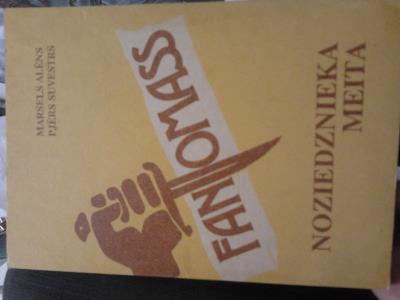 MARSELS ALĒNS
PJĒRS SUVESTRS
FANTOMASS
NOZIEDZNIEKA
MEITA